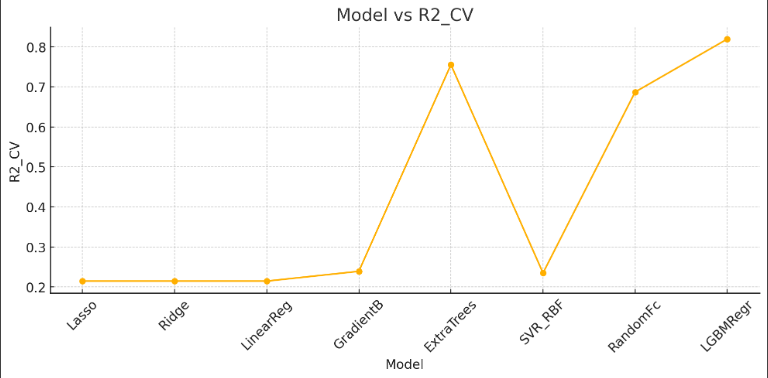 Model vs R2_CV
R2_CV
0.8
0.7
0.6
0.5
0.4
0.3
0.2
Lasso
Ridge
LinearReg
GradientB
ExtraTrees
SVR_RBF
RandomFc
LGBMRegr
Model